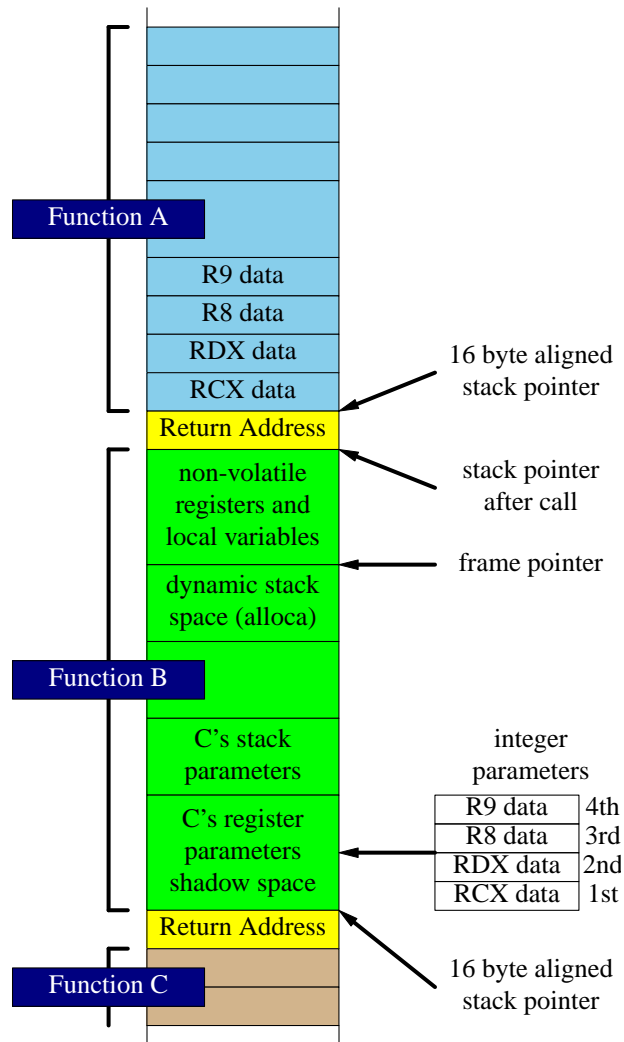 Function A
R9 data
R8 data
RDX data
RCX data
16 byte aligned
stack pointer
Return Address
non-volatile
registers and
local variables
stack pointer
after call
frame pointer
dynamic stack
space (alloca)
Function B
C's stack
parameters
integer
parameters
C's register
parameters
shadow space
R9 data 4th
R8 data 3rd
RDX data 2nd
RCX data 1st
Return Address
16 byte aligned
stack pointer
Function C